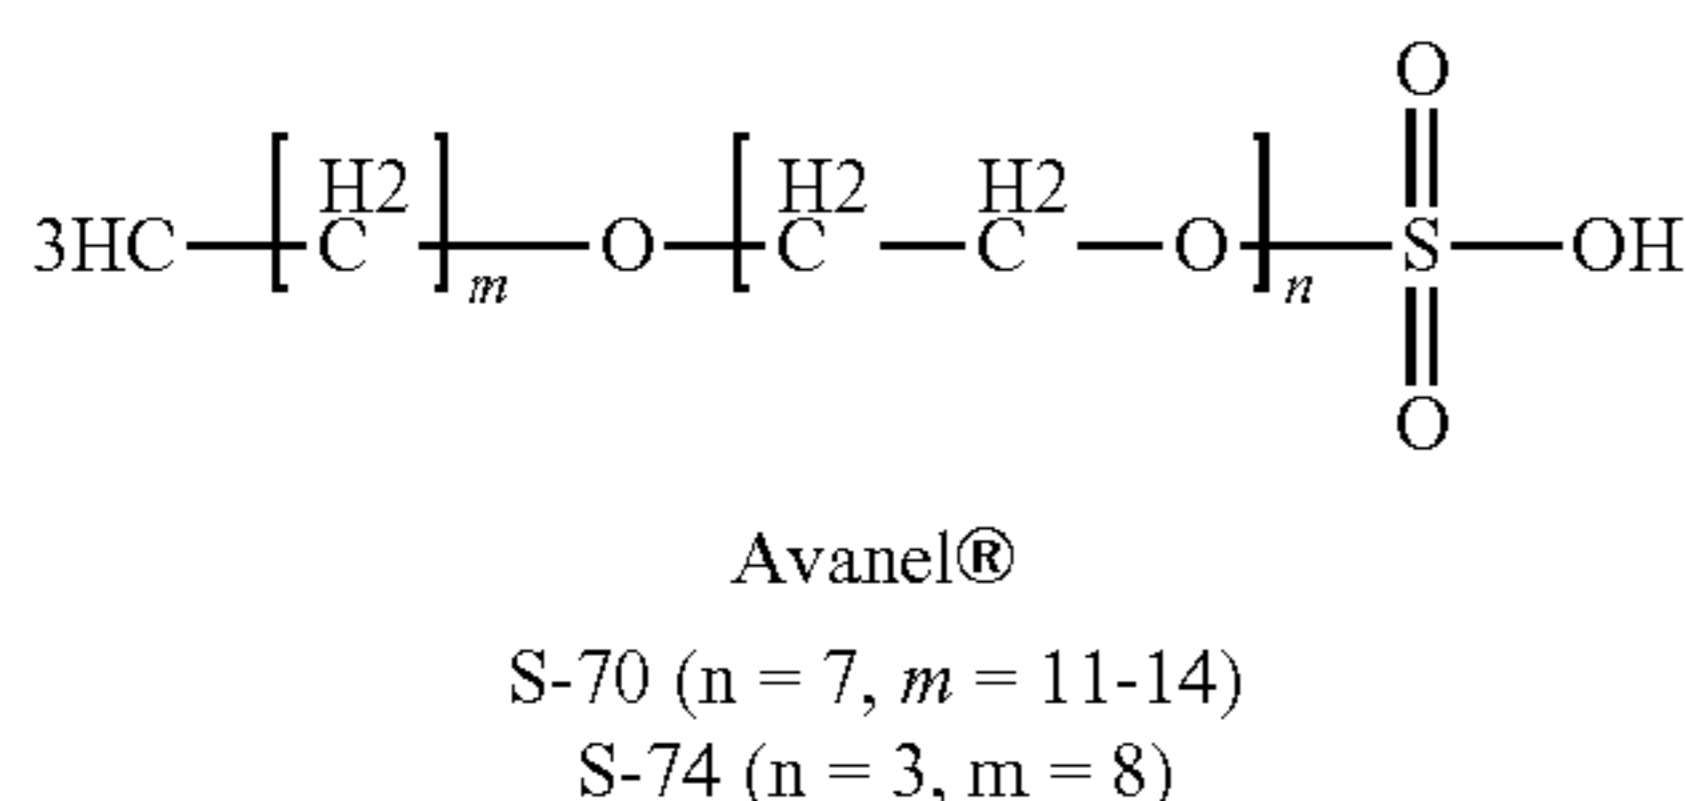 O
H2 H2 H2
3HC C O C C O S OH
m n
O
Avanel®
S-70 (n = 7, m = 11-14)
S-74 (n = 3, m = 8)